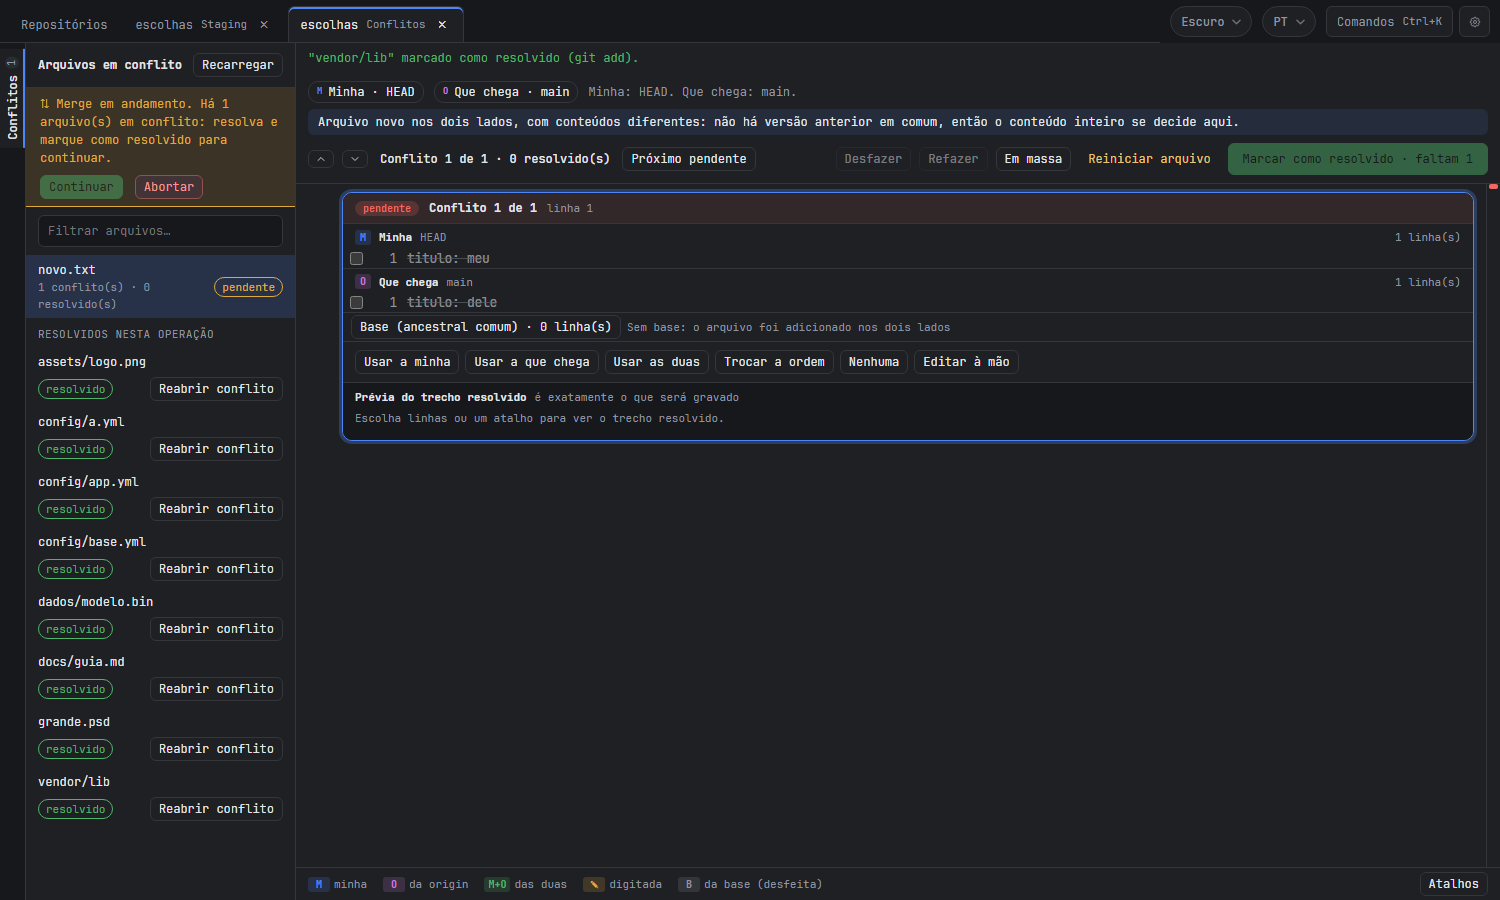 Repositórios
escolhas Staging ×
escolhas Conflitos ×
Escuro
PT
Comandos Ctrl+K
Conflitos 1
Arquivos em conflito
Recarregar
⇅ Merge em andamento. Há 1
arquivo(s) em conflito: resolva e
marque como resolvido para
continuar.
Continuar
Abortar
Filtrar arquivos…
novo.txt
1 conflito(s) · 0
resolvido(s)
pendente
RESOLVIDOS NESTA OPERAÇÃO
assets/logo.png
resolvido
Reabrir conflito
config/a.yml
resolvido
Reabrir conflito
config/app.yml
resolvido
Reabrir conflito
config/base.yml
resolvido
Reabrir conflito
dados/modelo.bin
resolvido
Reabrir conflito
docs/guia.md
resolvido
Reabrir conflito
grande.psd
resolvido
Reabrir conflito
vendor/lib
resolvido
Reabrir conflito
"vendor/lib" marcado como resolvido (git add).
M Minha · HEAD
O Que chega · main
Minha: HEAD. Que chega: main.
Arquivo novo nos dois lados, com conteúdos diferentes: não há versão anterior em comum, então o conteúdo inteiro se decide aqui.
Conflito 1 de 1 · 0 resolvido(s)
Próximo pendente
Desfazer
Refazer
Em massa
Reiniciar arquivo
Marcar como resolvido · faltam 1
pendente Conflito 1 de 1 linha 1
M Minha HEAD 1 linha(s)
1 titulo: meu
O Que chega main 1 linha(s)
1 titulo: dele
Base (ancestral comum) · 0 linha(s) Sem base: o arquivo foi adicionado nos dois lados
Usar a minha
Usar a que chega
Usar as duas
Trocar a ordem
Nenhuma
Editar à mão
Prévia do trecho resolvido é exatamente o que será gravado
Escolha linhas ou um atalho para ver o trecho resolvido.
M minha
O da origin
M+O das duas
✎ digitada
B da base (desfeita)
Atalhos